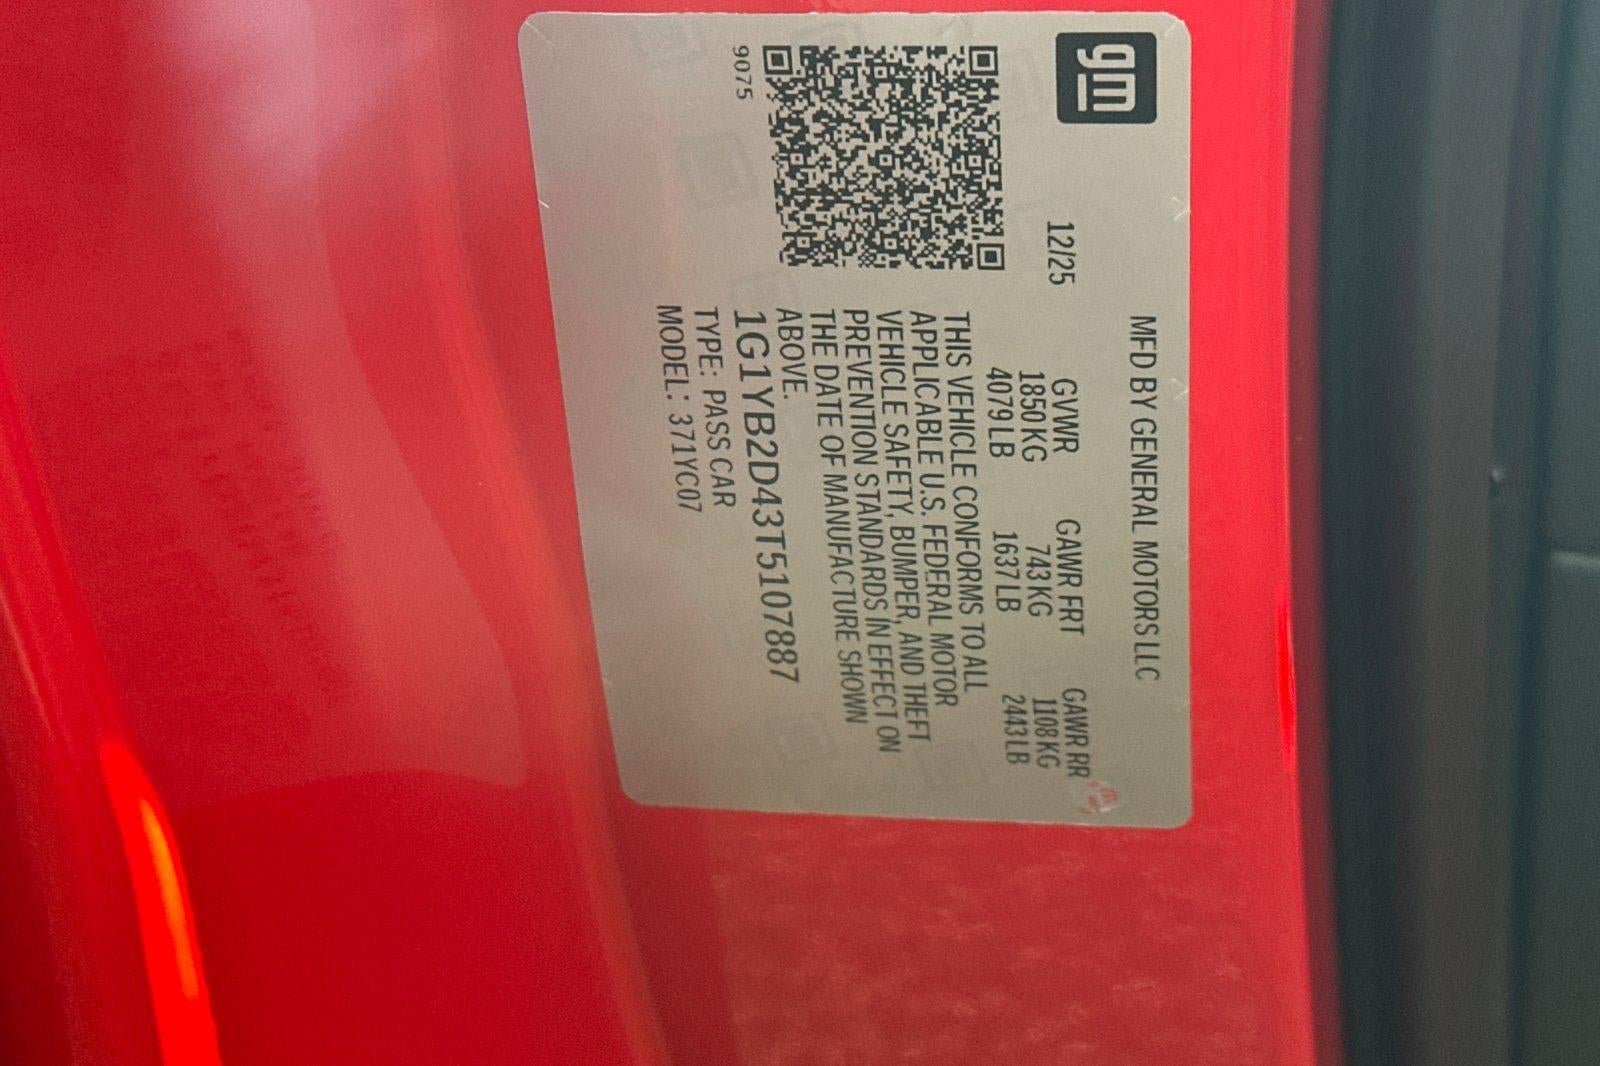 gm
MFD BY GENERAL MOTORS LLC
12/25
GVWR GAWR FRT GAWR RR
1850 KG 743 KG 1108 KG
4079 LB 1637 LB 2443 LB
THIS VEHICLE CONFORMS TO ALL
APPLICABLE U.S. FEDERAL MOTOR
VEHICLE SAFETY, BUMPER, AND THEFT
PREVENTION STANDARDS IN EFFECT ON
THE DATE OF MANUFACTURE SHOWN
ABOVE.
1G1YB2D43T5107887
TYPE: PASS CAR
MODEL: 371YC07
9075